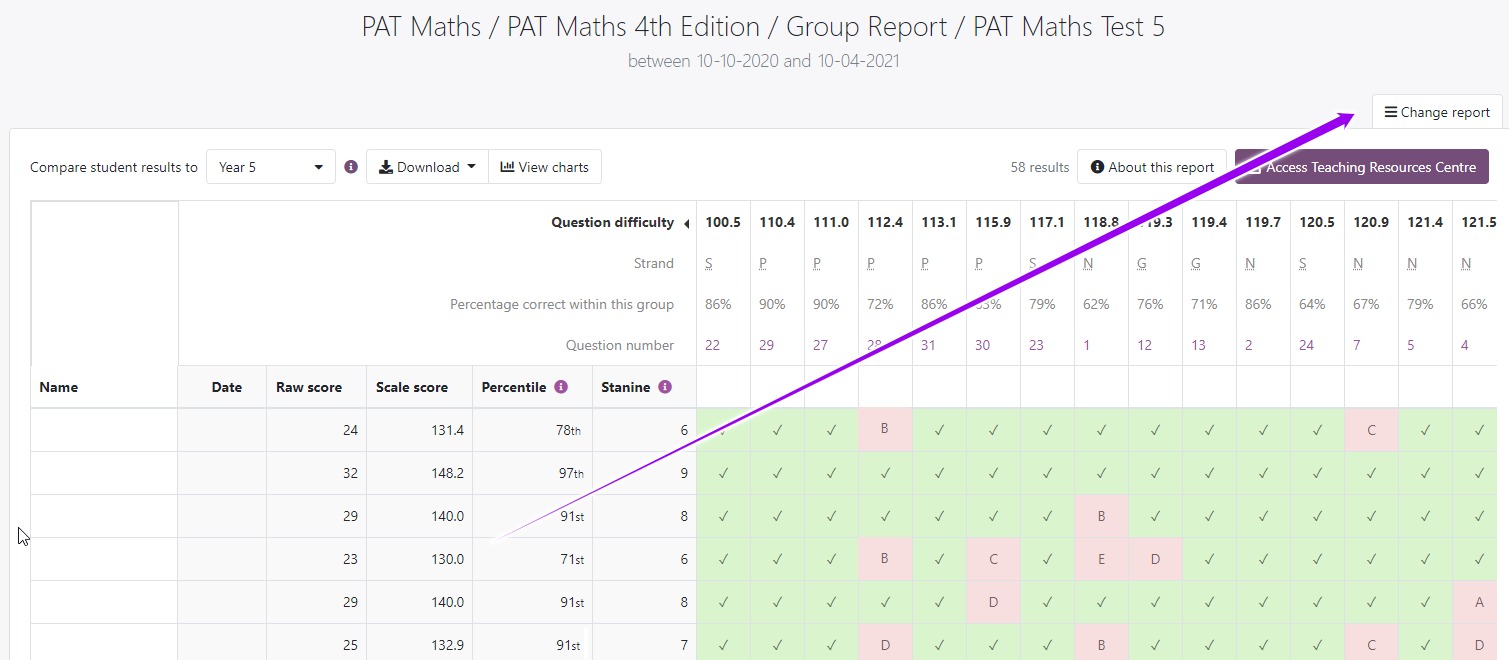 PAT Maths / PAT Maths 4th Edition / Group Report / PAT Maths Test 5
between 10-10-2020 and 10-04-2021
Change report
Compare student results to Year 5 Download View charts 58 results About this report Access Teaching Resources Centre
Question difficulty 100.5 110.4 111.0 112.4 113.1 115.9 117.1 118.8 119.3 119.4 119.7 120.5 120.9 121.4 121.5
Strand S P P P P P S N G G N S N N N
Percentage correct within this group 86% 90% 90% 72% 86% 79% 62% 76% 71% 86% 64% 67% 79% 66%
Question number 22 29 27 28 31 30 23 1 12 13 2 24 7 5 4
Name Date Raw score Scale score Percentile Stanine
24 131.4 78th 6 ✓ ✓ ✓ B ✓ ✓ ✓ ✓ ✓ ✓ ✓ ✓ C ✓ ✓
32 148.2 97th 9 ✓ ✓ ✓ ✓ ✓ ✓ ✓ ✓ ✓ ✓ ✓ ✓ ✓ ✓ ✓
29 140.0 91st 8 ✓ ✓ ✓ ✓ ✓ ✓ ✓ B ✓ ✓ ✓ ✓ ✓ ✓ ✓
23 130.0 71st 6 ✓ ✓ ✓ B ✓ C ✓ E D ✓ ✓ ✓ ✓ ✓ ✓
29 140.0 91st 8 ✓ ✓ ✓ ✓ ✓ D ✓ ✓ ✓ ✓ ✓ ✓ ✓ ✓ A
25 132.9 91st 7 ✓ ✓ ✓ D ✓ ✓ ✓ B ✓ ✓ ✓ ✓ C ✓ D